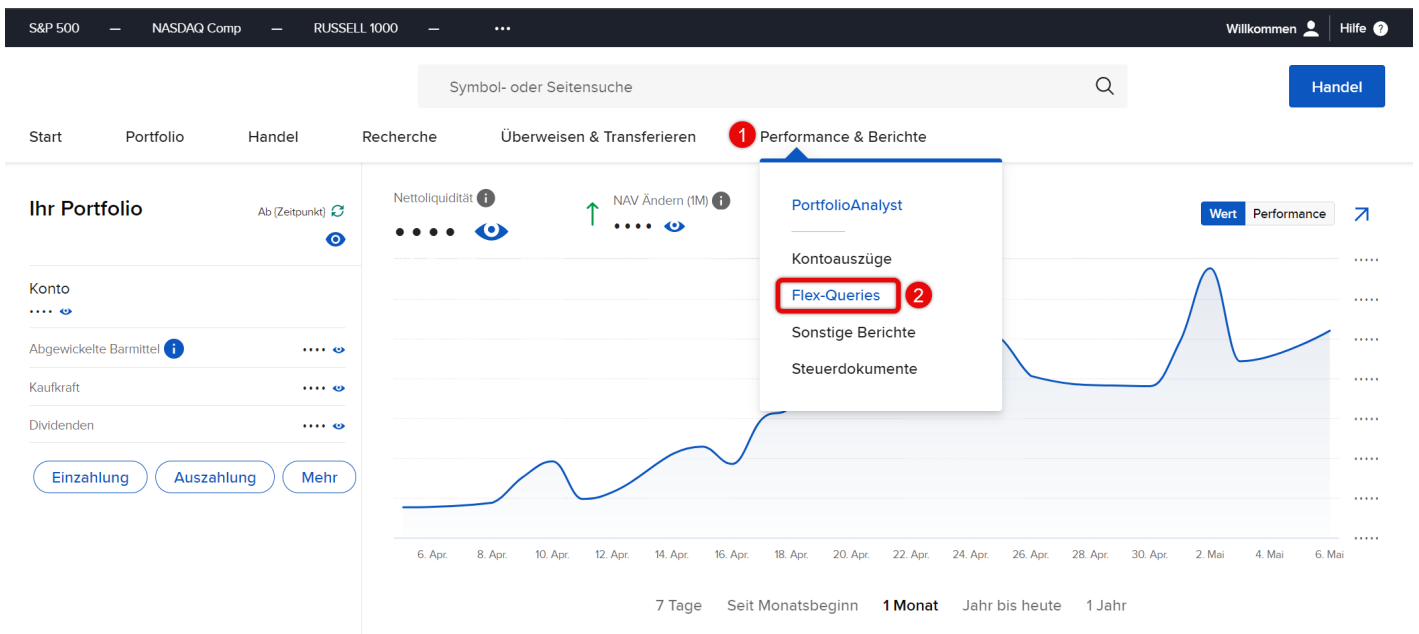 S&P 500 — NASDAQ Comp — RUSSELL 1000 — ••• Willkommen Hilfe ?
Symbol- oder Seitensuche
Handel
Start Portfolio Handel Recherche Überweisen & Transferieren 1 Performance & Berichte
Ihr Portfolio
Ab (Zeitpunkt)
Konto
•••• 
Abgewickelte Barmittel i ••••
Kaufkraft ••••
Dividenden ••••
Einzahlung Auszahlung Mehr
Nettoliquidität i
••••
NAV Ändern (1M) i
••••
PortfolioAnalyst
Kontoauszüge
Flex-Queries 2
Sonstige Berichte
Steuerdokumente
Wert Performance
•••••
•••••
•••••
•••••
•••••
•••••
•••••
•••••
6. Apr. 8. Apr. 10. Apr. 12. Apr. 14. Apr. 16. Apr. 18. Apr. 20. Apr. 22. Apr. 24. Apr. 26. Apr. 28. Apr. 30. Apr. 2. Mai 4. Mai 6. Mai
7 Tage Seit Monatsbeginn 1 Monat Jahr bis heute 1 Jahr